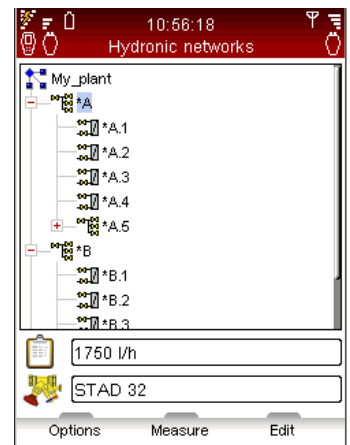 10:56:18
Hydronic networks
My_plant
*A
*A.1
*A.2
*A.3
*A.4
*A.5
*B
*B.1
*B.2
*B.3
1750 l/h
STAD 32
Options Measure Edit